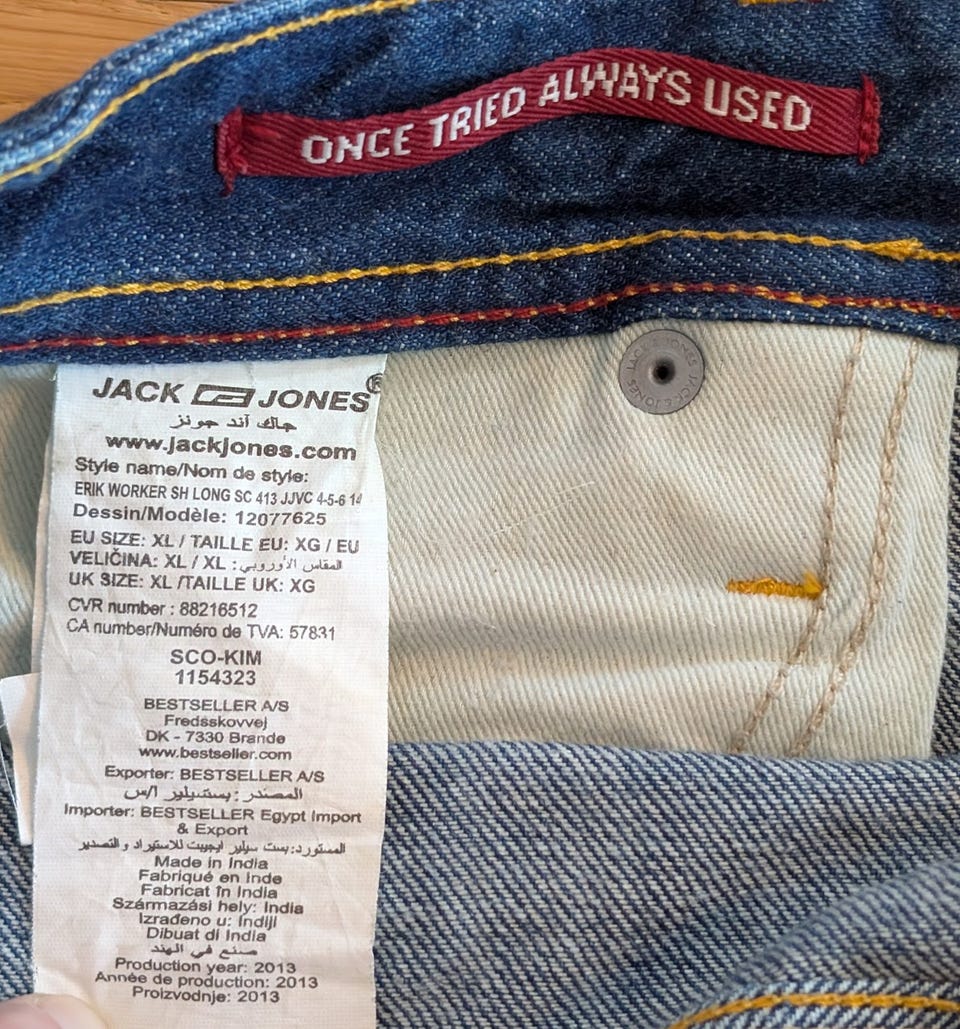 ONCE TRIED ALWAYS USED
JACK & JONES
JACK JONES®
جاك آند جونز
www.jackjones.com
Style name/Nom de style:
ERIK WORKER SH LONG SC 413 JJVC 4-5-6 14
Dessin/Modèle: 12077625
EU SIZE: XL / TAILLE EU: XG / EU
VELIČINA: XL / XL : المقاس الأوروبي
UK SIZE: XL /TAILLE UK: XG
CVR number : 88216512
CA number/Numéro de TVA: 57831
SCO-KIM
1154323
BESTSELLER A/S
Fredsskovvej
DK - 7330 Brande
www.bestseller.com
Exporter: BESTSELLER A/S
المصدر : بستسيلير ا/س
Importer: BESTSELLER Egypt Import
& Export
المستورد: بست سيلير ايجيبت للاستيراد و التصدير
Made in India
Fabriqué en Inde
Fabricat în India
Származási hely: India
Izrađeno u: Indiji
Dibuat di India
صنع في الهند
Production year: 2013
Année de production: 2013
Proizvodnje: 2013